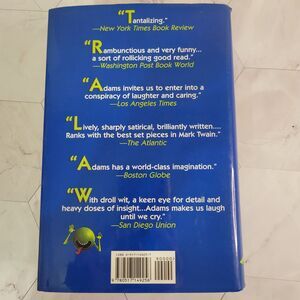 "Tantalizing."
—New York Times Book Review
"Rambunctious and very funny...
a sort of rollicking good read."
—Washington Post Book World
"Adams invites us to enter into a
conspiracy of laughter and caring."
—Los Angeles Times
"Lively, sharply satirical, brilliantly written....
Ranks with the best set pieces in Mark Twain."
—The Atlantic
"Adams has a world-class imagination."
—Boston Globe
"With droll wit, a keen eye for detail and
heavy doses of insight...Adams makes us laugh
until we cry."
—San Diego Union
9 780517 149256